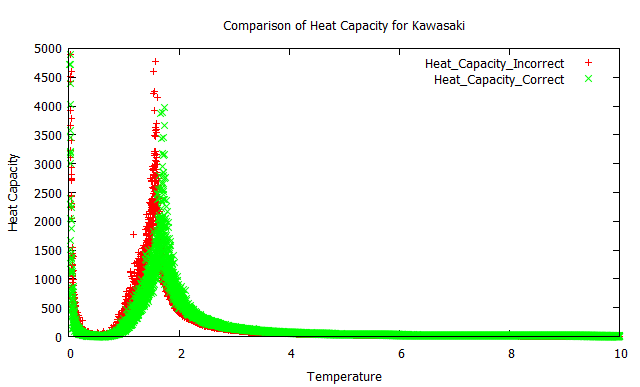 Comparison of Heat Capacity for Kawasaki
5000
4500
4000
3500
3000
2500
2000
1500
1000
500
0
Heat Capacity
Heat_Capacity_Incorrect
Heat_Capacity_Correct
0 2 4 6 8 10
Temperature